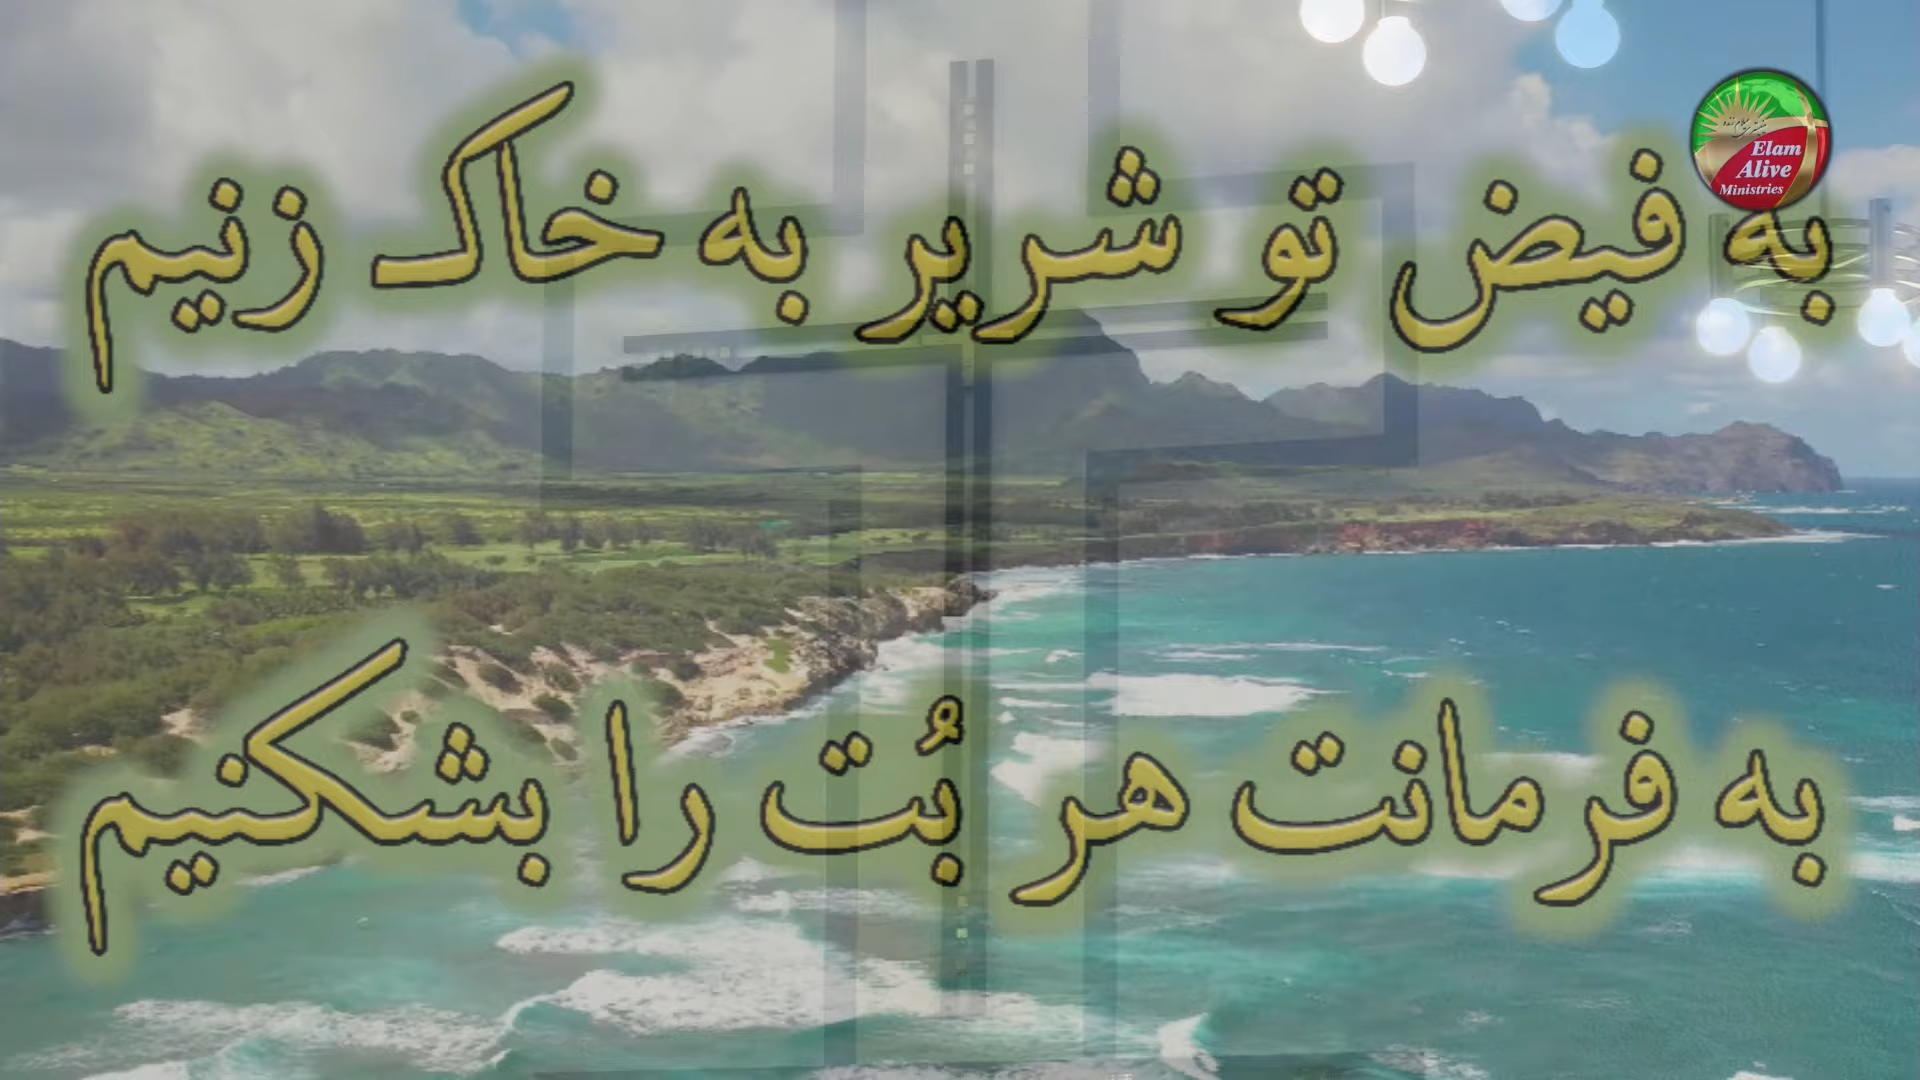 به فیض تو شریر به خاک زنیم
به فرمانت هر بُت را بشکنیم
Elam
Alive
Ministries